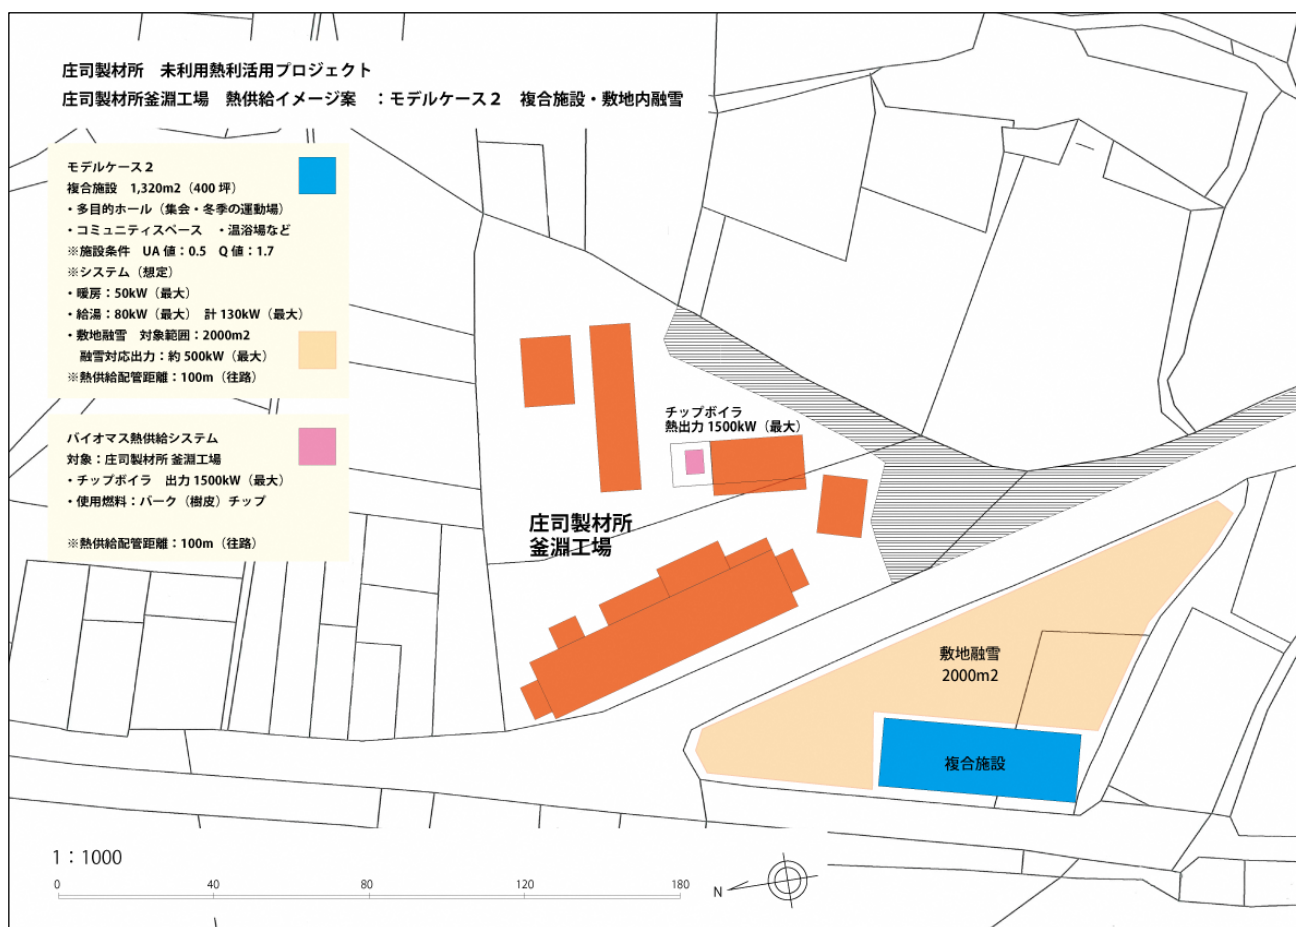 庄司製材所　未利用熱利活用プロジェクト
庄司製材所釜淵工場　熱供給イメージ案　：モデルケース２　複合施設・敷地内融雪
モデルケース２
複合施設　1,320m2（400 坪）
・多目的ホール（集会・冬季の運動場）
・コミュニティスペース　・温浴場など
※施設条件　UA 値：0.5　Q 値：1.7
※システム（想定）
・暖房：50kW（最大）
・給湯：80kW（最大）　計 130kW（最大）
・敷地融雪　対象範囲：2000m2
融雪対応出力：約 500kW（最大）
※熱供給配管距離：100m（往路）
バイオマス熱供給システム
対象：庄司製材所 釜淵工場
・チップボイラ　出力 1500kW（最大）
・使用燃料：バーク（樹皮）チップ
※熱供給配管距離：100m（往路）
チップボイラ
熱出力 1500kW（最大）
庄司製材所
釜淵工場
敷地融雪
2000m2
複合施設
1：1000
0 40 80 120 180
N